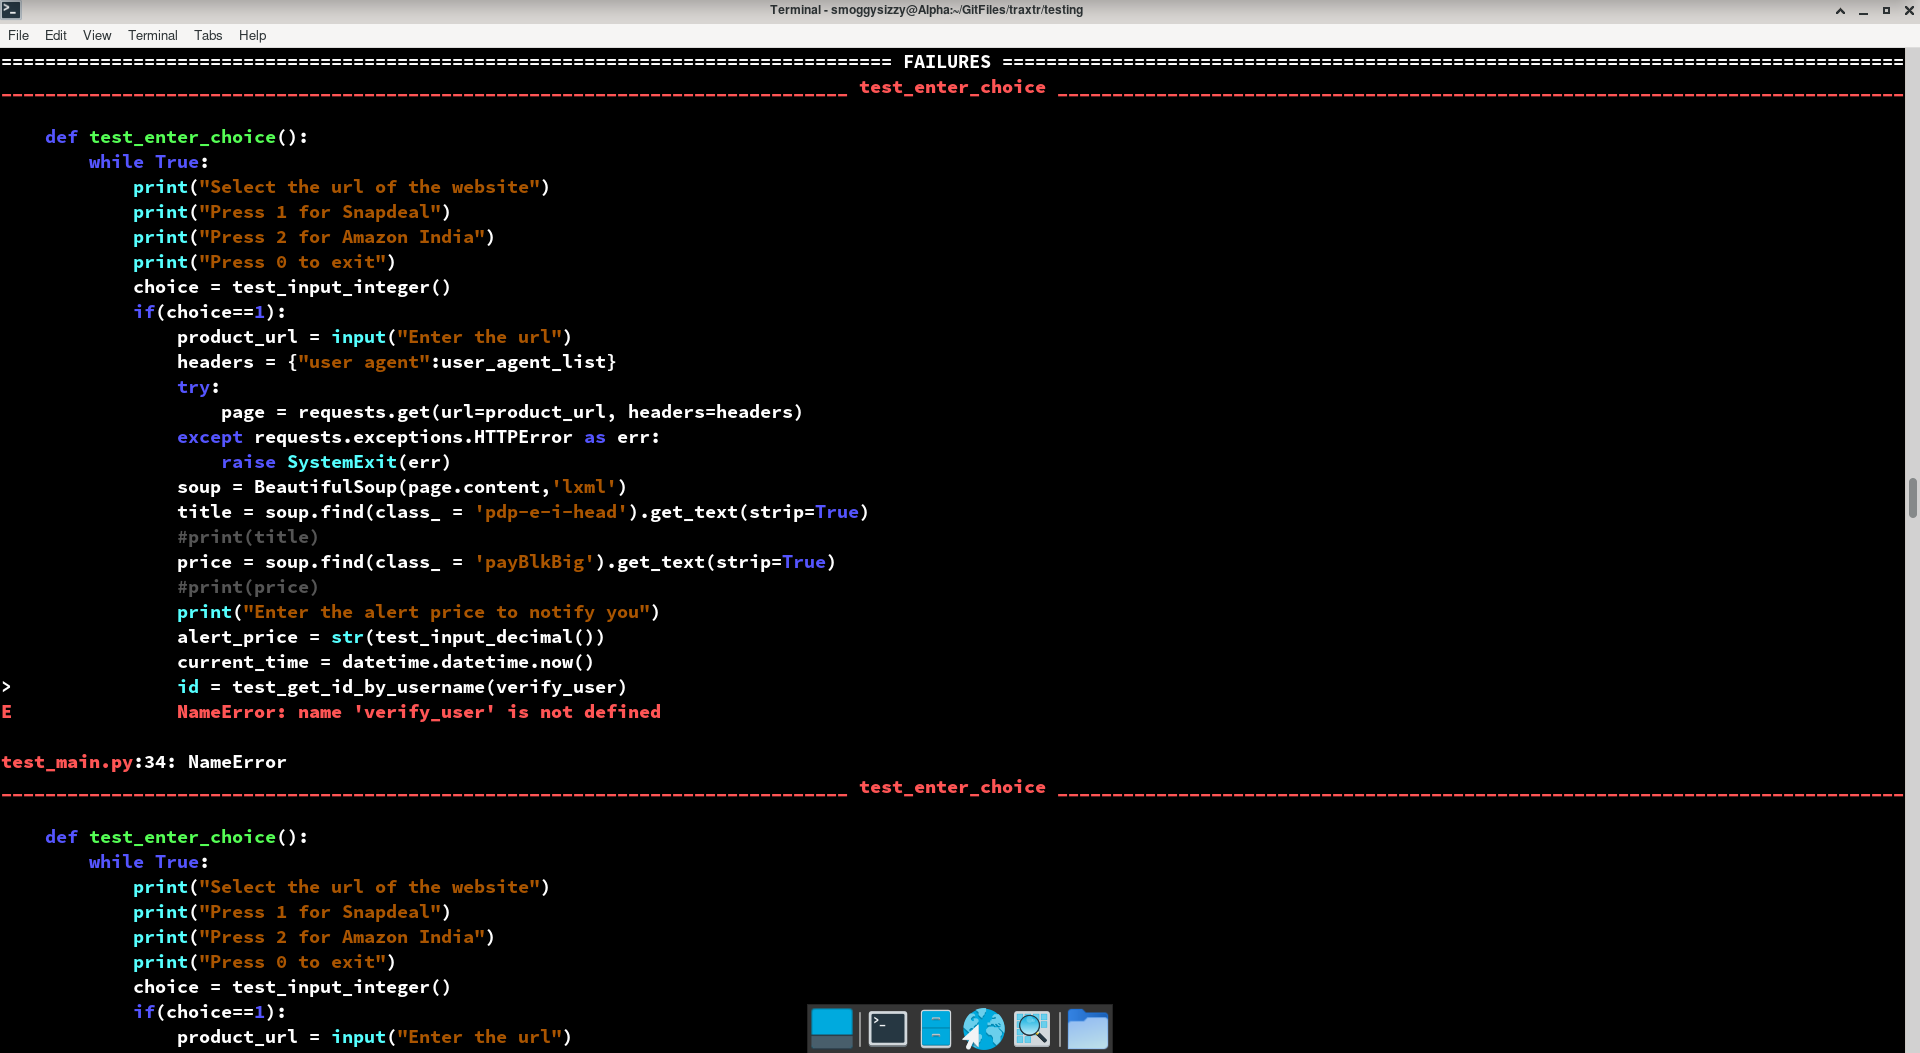 Terminal - smoggysizzy@Alpha:~/GitFiles/traxtr/testing
File Edit View Terminal Tabs Help
================================================================================= FAILURES ==================================================================================
_____________________________________________________________________________ test_enter_choice _____________________________________________________________________________
def test_enter_choice():
while True:
print("Select the url of the website")
print("Press 1 for Snapdeal")
print("Press 2 for Amazon India")
print("Press 0 to exit")
choice = test_input_integer()
if(choice==1):
product_url = input("Enter the url")
headers = {"user agent":user_agent_list}
try:
page = requests.get(url=product_url, headers=headers)
except requests.exceptions.HTTPError as err:
raise SystemExit(err)
soup = BeautifulSoup(page.content,'lxml')
title = soup.find(class_ = 'pdp-e-i-head').get_text(strip=True)
#print(title)
price = soup.find(class_ = 'payBlkBig').get_text(strip=True)
#print(price)
print("Enter the alert price to notify you")
alert_price = str(test_input_decimal())
current_time = datetime.datetime.now()
> id = test_get_id_by_username(verify_user)
E NameError: name 'verify_user' is not defined
test_main.py:34: NameError
_____________________________________________________________________________ test_enter_choice _____________________________________________________________________________
def test_enter_choice():
while True:
print("Select the url of the website")
print("Press 1 for Snapdeal")
print("Press 2 for Amazon India")
print("Press 0 to exit")
choice = test_input_integer()
if(choice==1):
product_url = input("Enter the url")